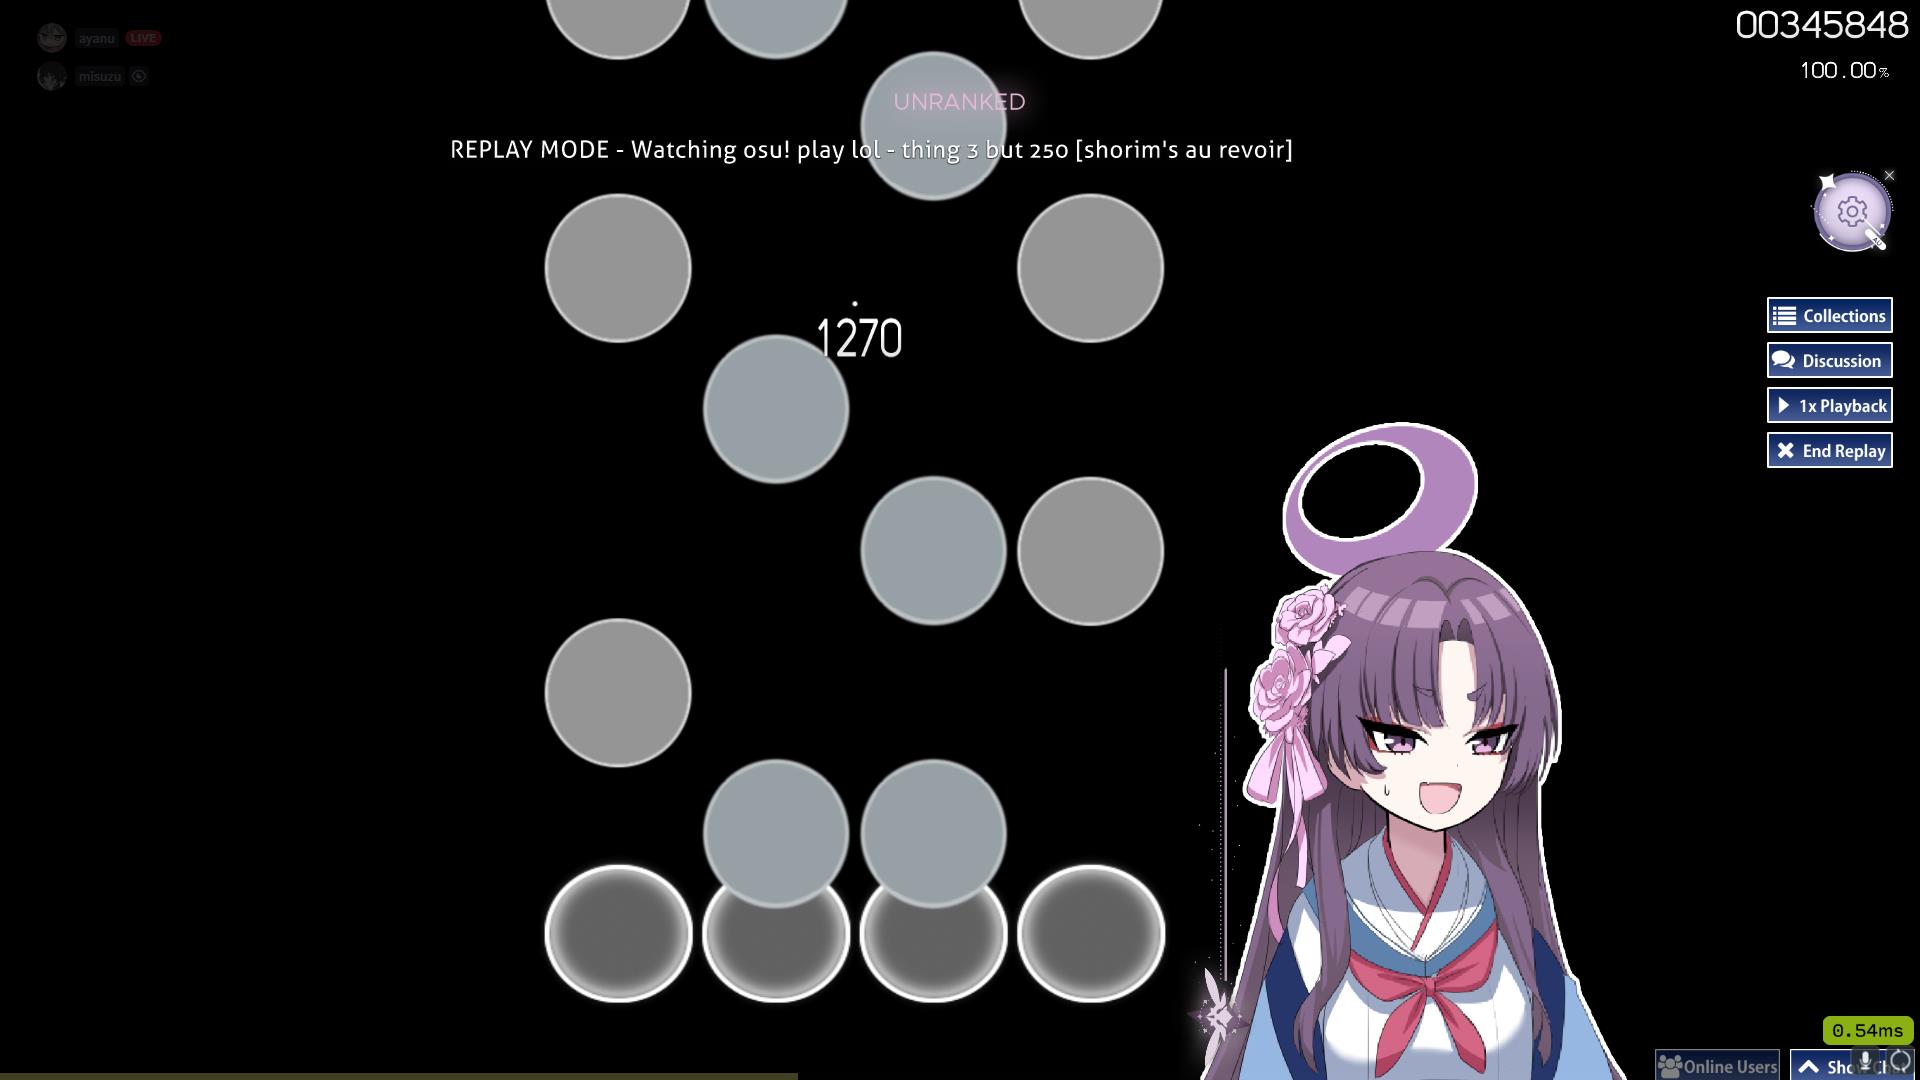 ayanu LIVE
misuzu
00345848
100.00%
UNRANKED
REPLAY MODE - Watching osu! play lol - thing 3 but 250 [shorim's au revoir]
1270
Collections
Discussion
1x Playback
End Replay
0.54ms
Online Users